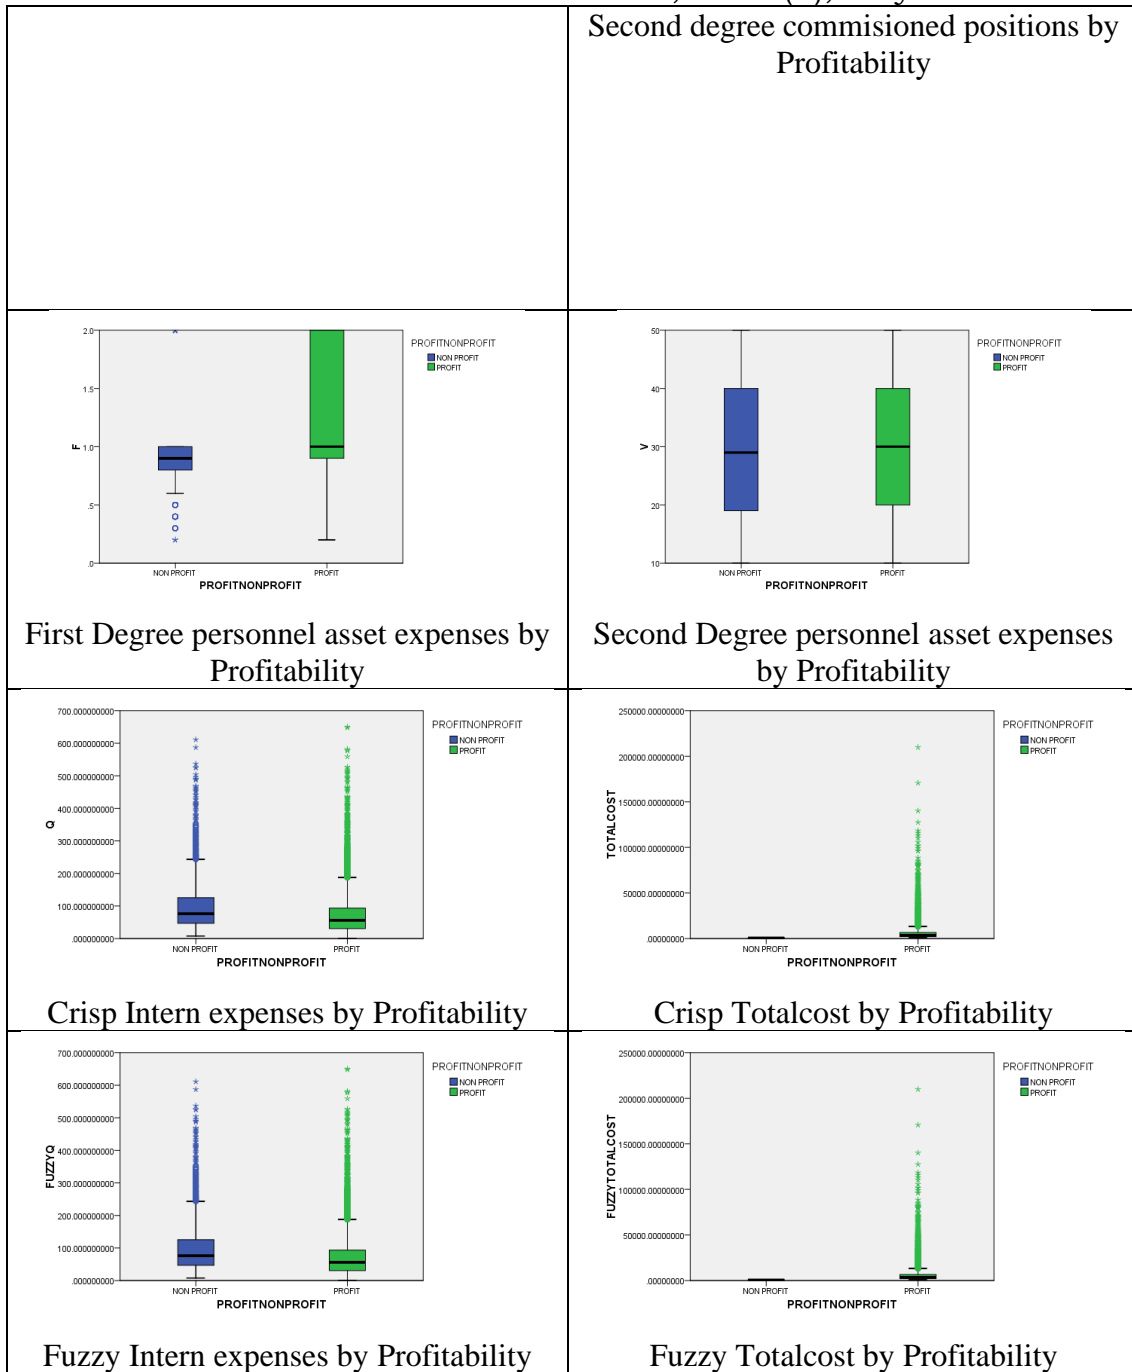 Second degree commisioned positions by
Profitability
2.0
1.5
1.0
.5
.0
F
NON PROFIT
PROFIT
PROFITNONPROFIT
PROFITNONPROFIT
NON PROFIT
PROFIT
First Degree personnel asset expenses by
Profitability
50
40
30
20
10
V
NON PROFIT
PROFIT
PROFITNONPROFIT
PROFITNONPROFIT
NON PROFIT
PROFIT
Second Degree personnel asset expenses
by Profitability
700.000000000
600.000000000
500.000000000
400.000000000
300.000000000
200.000000000
100.000000000
.000000000
Q
NON PROFIT
PROFIT
PROFITNONPROFIT
PROFITNONPROFIT
NON PROFIT
PROFIT
Crisp Intern expenses by Profitability
250000.00000000
200000.00000000
150000.00000000
100000.00000000
50000.00000000
.00000000
TOTALCOST
NON PROFIT
PROFIT
PROFITNONPROFIT
PROFITNONPROFIT
NON PROFIT
PROFIT
Crisp Totalcost by Profitability
700.000000000
600.000000000
500.000000000
400.000000000
300.000000000
200.000000000
100.000000000
.000000000
FUZZYQ
NON PROFIT
PROFIT
PROFITNONPROFIT
PROFITNONPROFIT
NON PROFIT
PROFIT
Fuzzy Intern expenses by Profitability
250000.00000000
200000.00000000
150000.00000000
100000.00000000
50000.00000000
.00000000
FUZZYTOTALCOST
NON PROFIT
PROFIT
PROFITNONPROFIT
PROFITNONPROFIT
NON PROFIT
PROFIT
Fuzzy Totalcost by Profitability